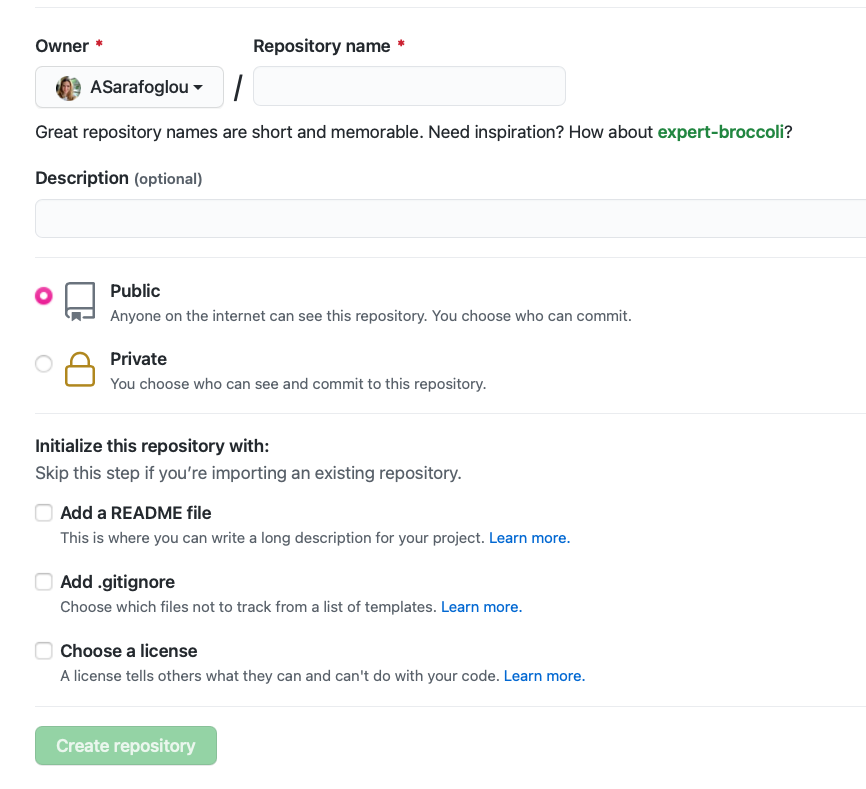 Owner *
Repository name *
ASarafoglou
/
Great repository names are short and memorable. Need inspiration? How about expert-broccoli?
Description (optional)
Public
Anyone on the internet can see this repository. You choose who can commit.
Private
You choose who can see and commit to this repository.
Initialize this repository with:
Skip this step if you’re importing an existing repository.
Add a README file
This is where you can write a long description for your project. Learn more.
Add .gitignore
Choose which files not to track from a list of templates. Learn more.
Choose a license
A license tells others what they can and can't do with your code. Learn more.
Create repository